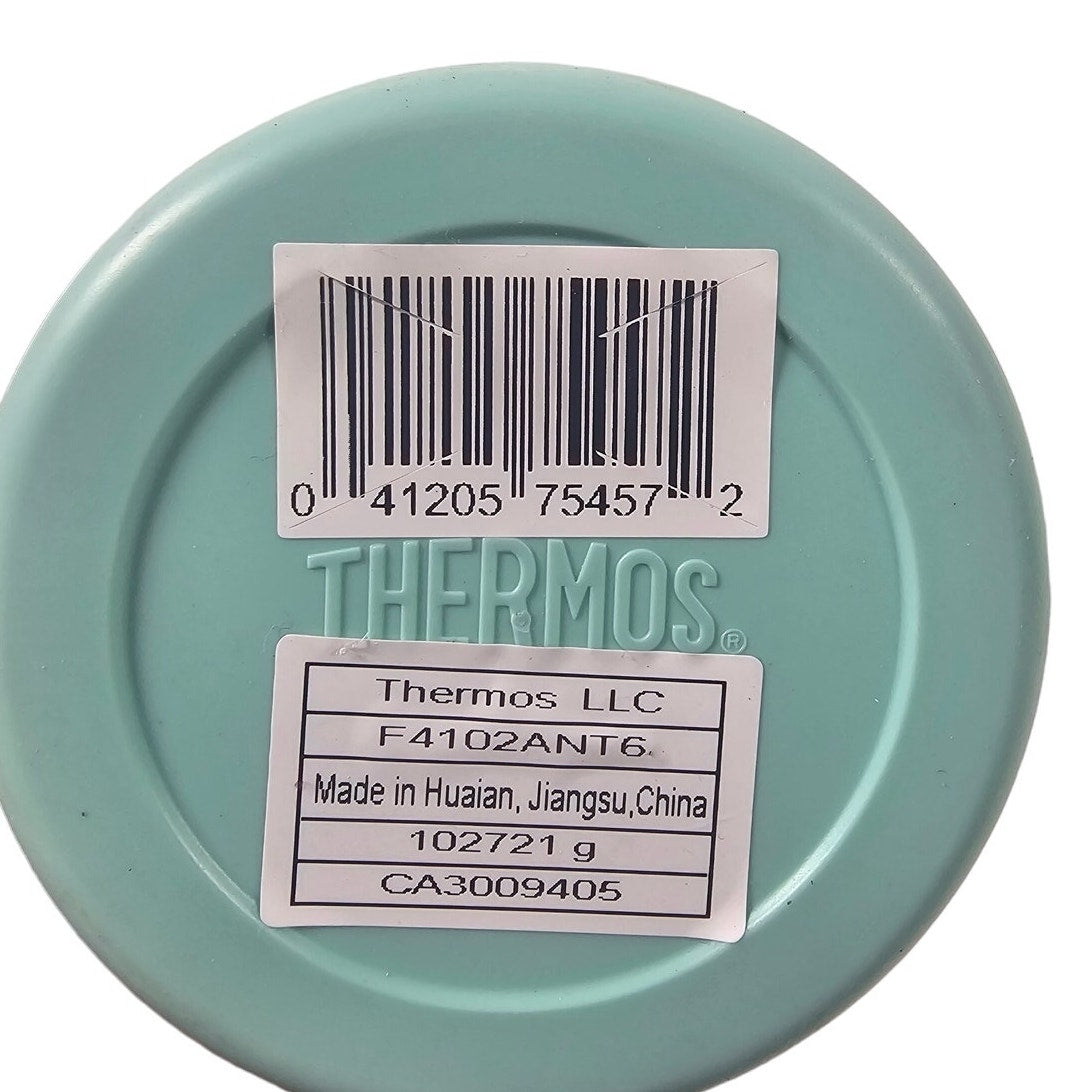 0 41205 75457 2
THERMOS®
Thermos LLC
F4102ANT6
Made in Huaian, Jiangsu,China
102721 g
CA3009405